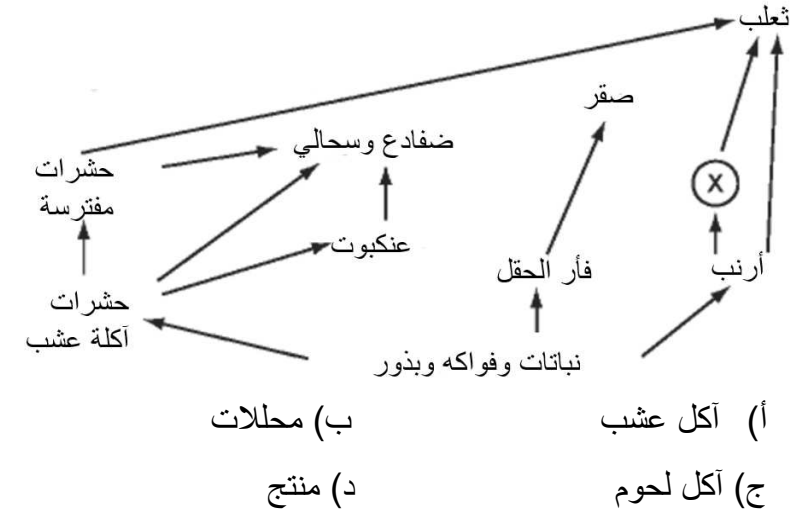 ثعلب
صقر
ضفادع وسحالي
حشرات
مفترسة
X
عنكبوت
فأر الحقل
أرنب
حشرات
آكلة عشب
نباتات وفواكه وبذور
أ) آكل عشب
ب) محللات
ج) آكل لحوم
د) منتج